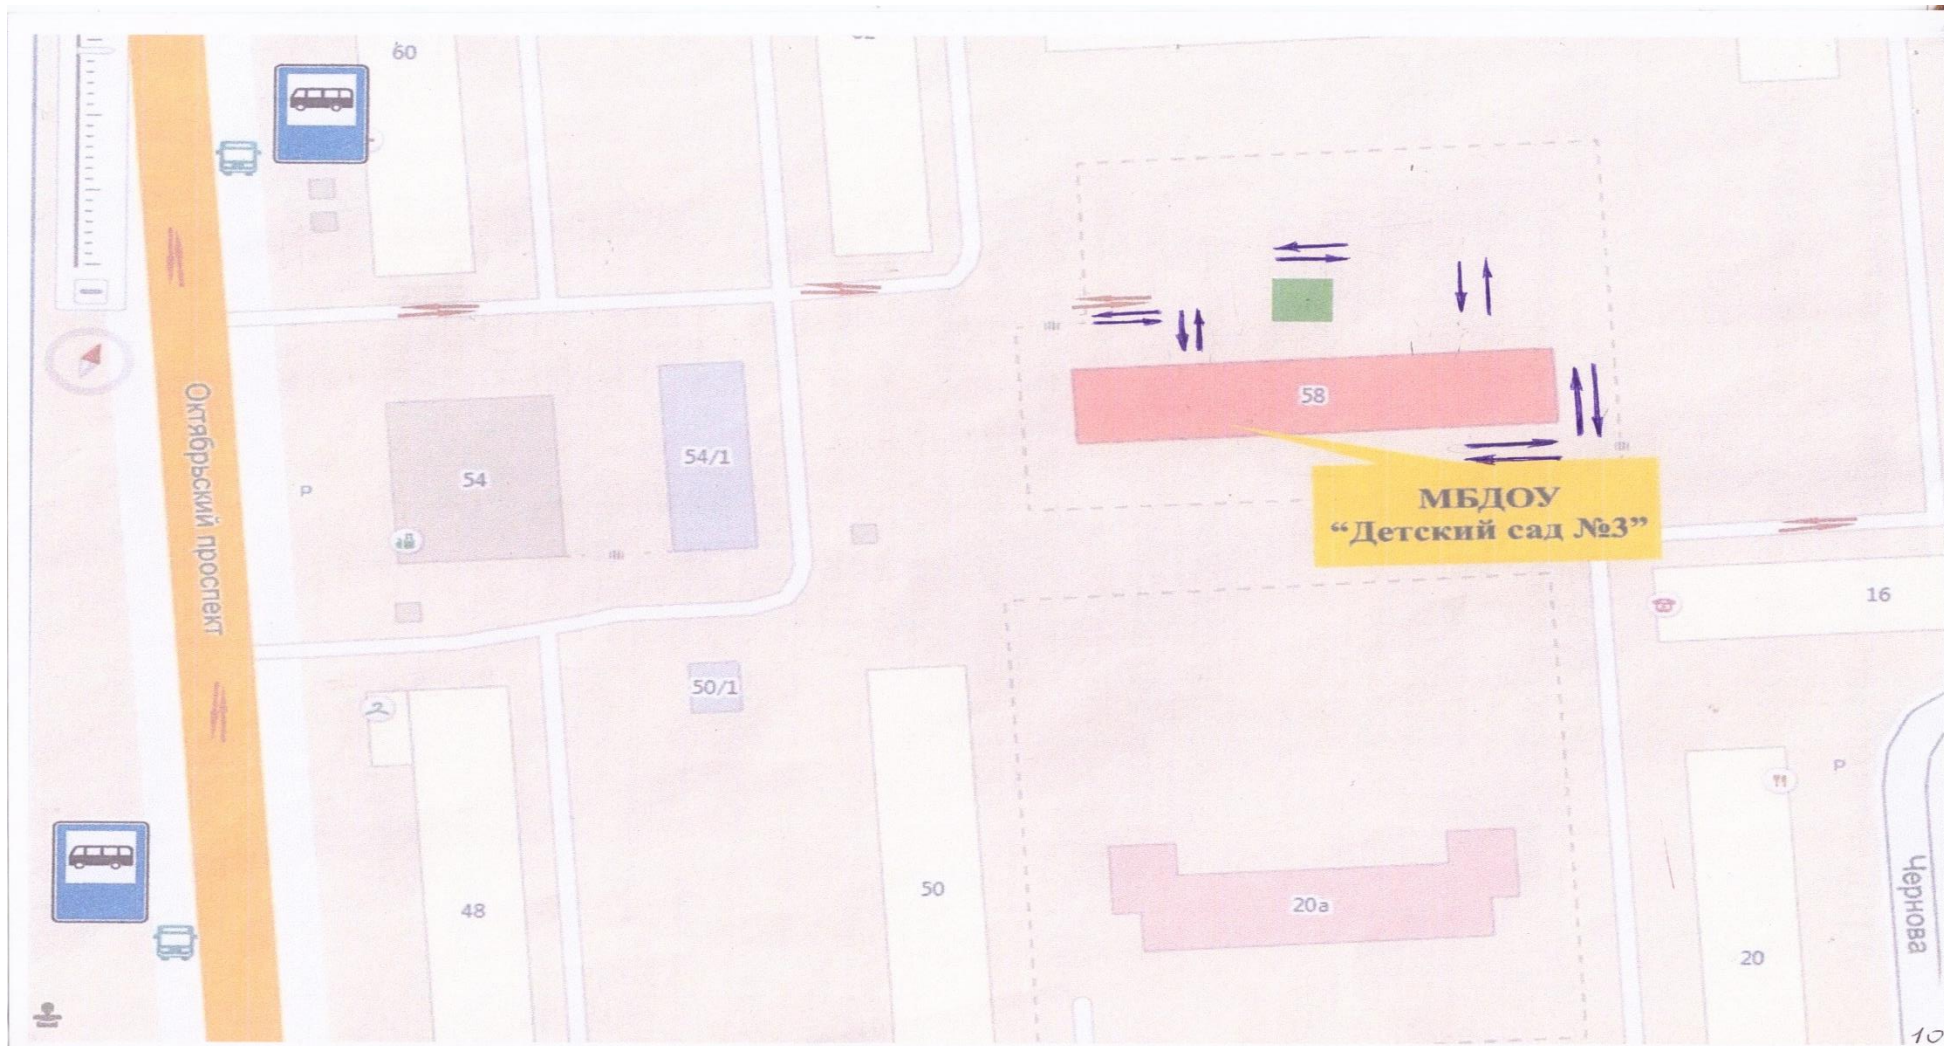 60
58
54/1
54
Р
МБДОУ
“Детский сад №3”
Октябрьский проспект
16
50/1
Р
50
48
20а
20
Чернова
10